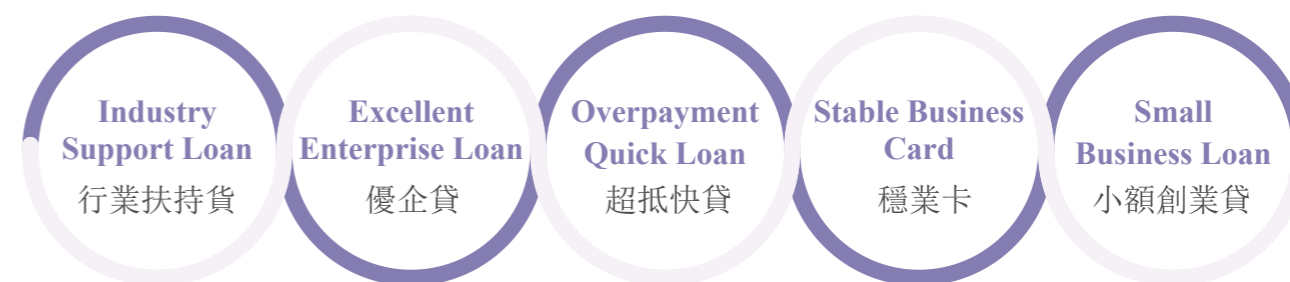 Industry
Support Loan
行業扶持貨
Excellent
Enterprise Loan
優企貸
Overpayment
Quick Loan
超抵快貸
Stable Business
Card
穩業卡
Small
Business Loan
小額創業貸